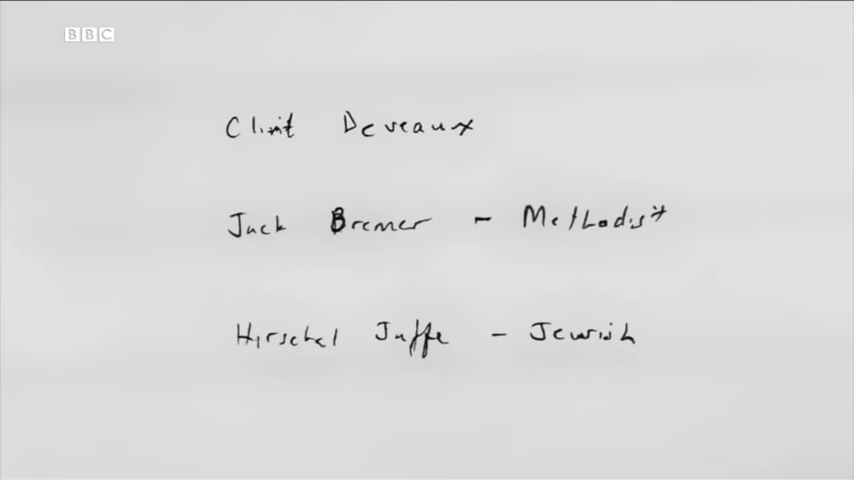 BBC
Clint Deveaux
Jack Bremer - Methodist
Hirschel Jaffe - Jewish